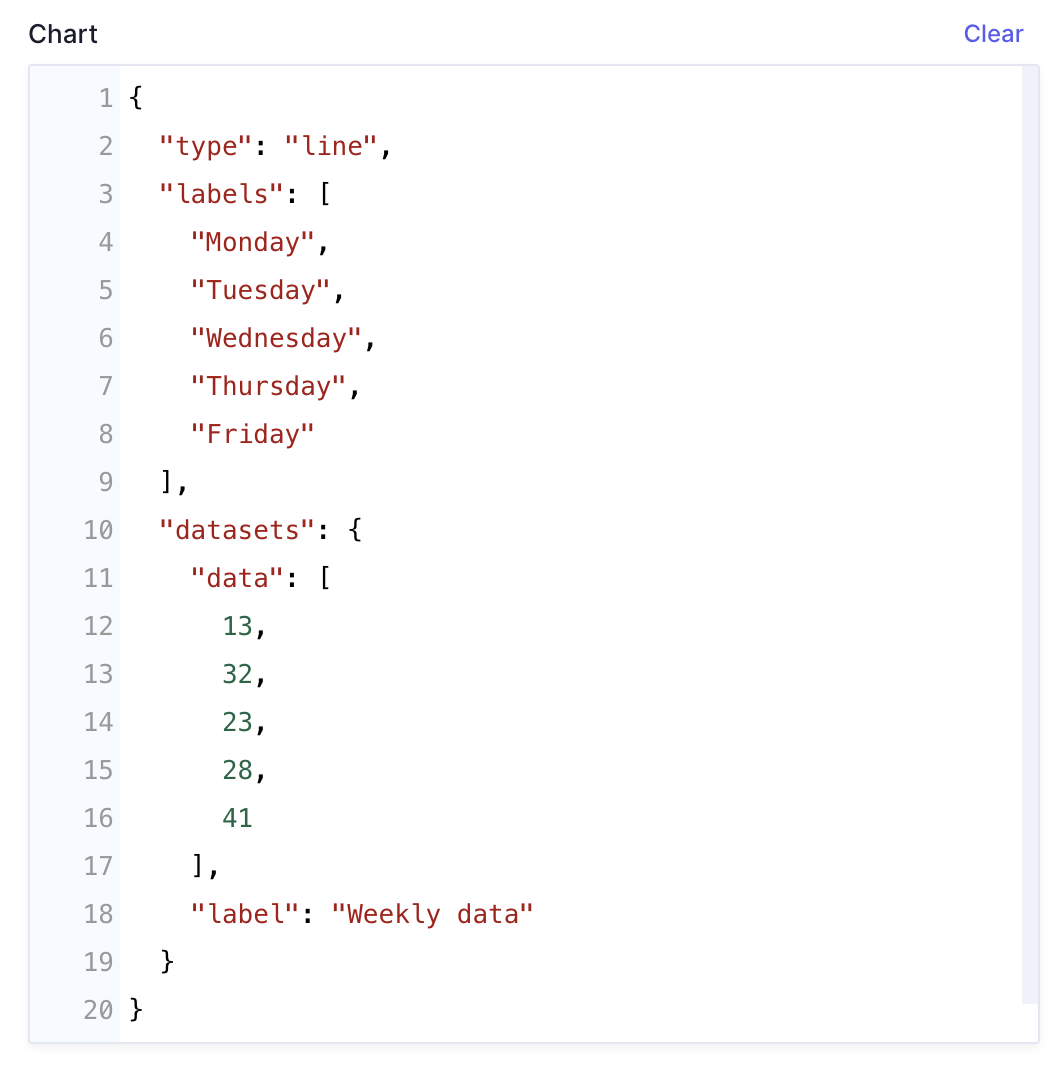 Chart
Clear
1 {
2   "type": "line",
3   "labels": [
4     "Monday",
5     "Tuesday",
6     "Wednesday",
7     "Thursday",
8     "Friday"
9   ],
10   "datasets": {
11     "data": [
12       13,
13       32,
14       23,
15       28,
16       41
17     ],
18     "label": "Weekly data"
19   }
20 }